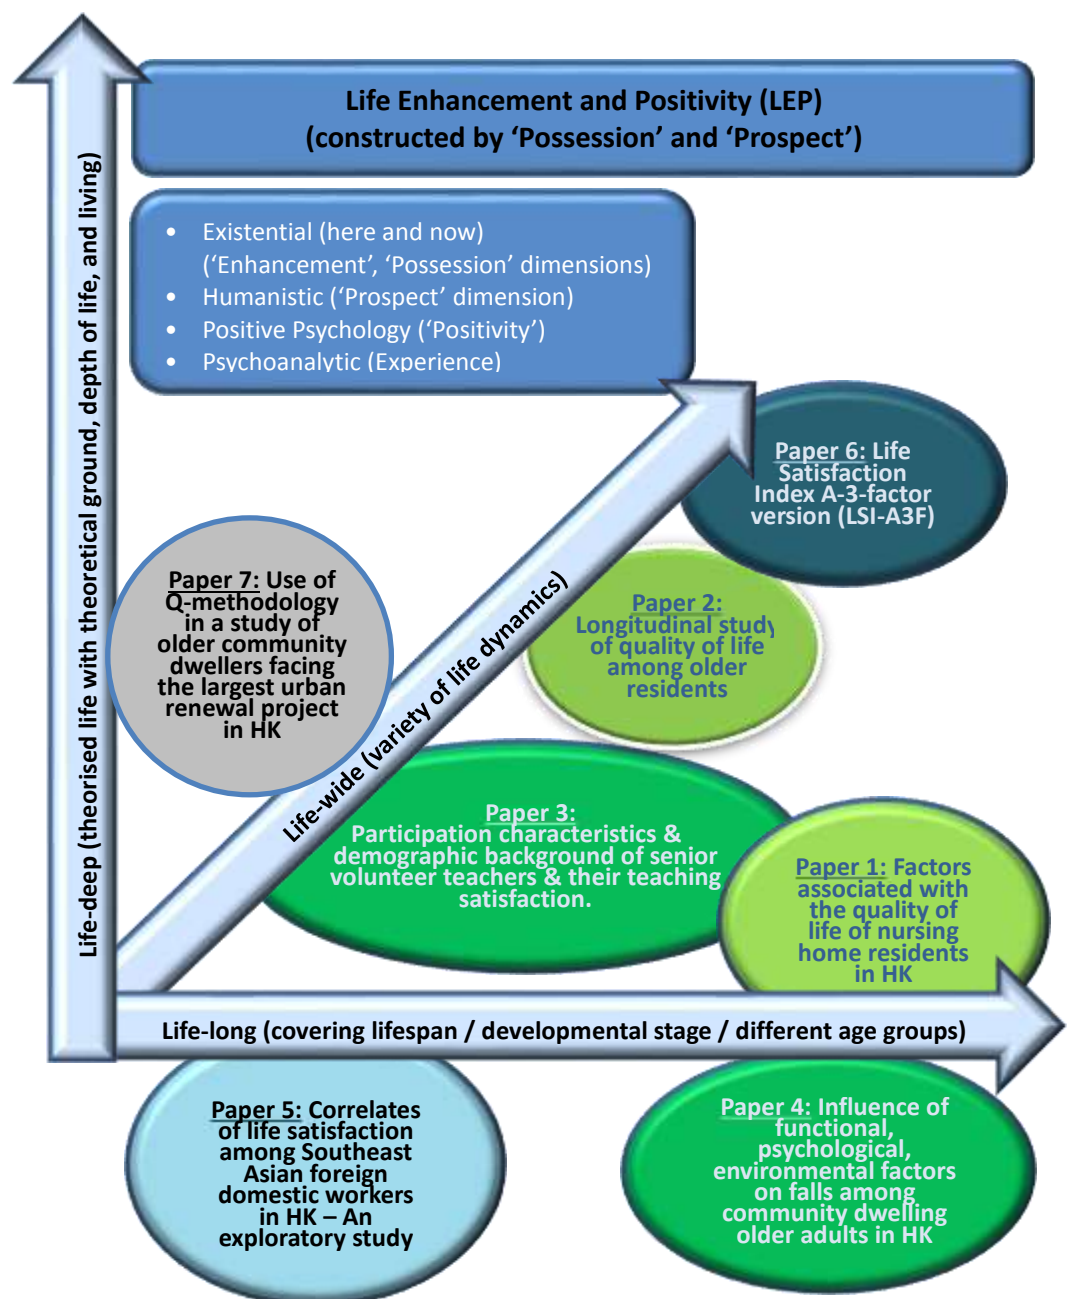 Life Enhancement and Positivity (LEP)
(constructed by ‘Possession’ and ‘Prospect’)
• Existential (here and now)
(‘Enhancement’, ‘Possession’ dimensions)
• Humanistic (‘Prospect’ dimension)
• Positive Psychology (‘Positivity’)
• Psychoanalytic (Experience)
Life-deep (theorised life with theoretical ground, depth of life, and living)
Paper 6: Life
Satisfaction
Index A-3-factor
version (LSI-A3F)
Paper 7: Use of
Q-methodology
in a study of
older community
dwellers facing
the largest urban
renewal project
in HK
Life-wide (variety of life dynamics)
Paper 2:
Longitudinal study
of quality of life
among older
residents
Paper 3:
Participation characteristics &
demographic background of senior
volunteer teachers & their teaching
satisfaction.
Paper 1: Factors
associated with
the quality of
life of nursing
home residents
in HK
Life-long (covering lifespan / developmental stage / different age groups)
Paper 5: Correlates
of life satisfaction
among Southeast
Asian foreign
domestic workers
in HK – An
exploratory study
Paper 4: Influence of
functional,
psychological,
environmental factors
on falls among
community dwelling
older adults in HK